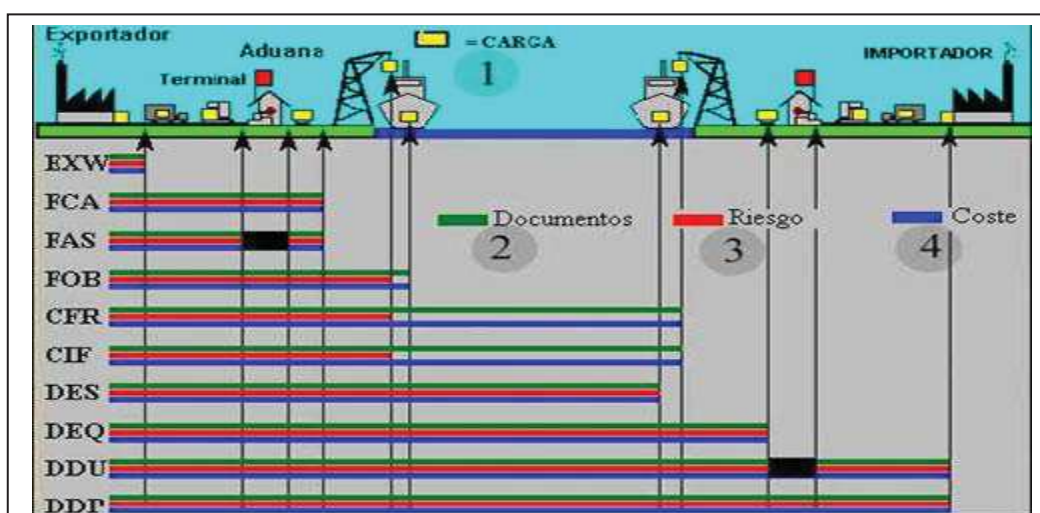 Exportador
Aduana
= CARGA
1
IMPORTADOR
Terminal
EXW
FCA
Documentos
Riesgo
Coste
FAS
2
3
4
FOB
CFR
CIF
DES
DEQ
DDU
DDP